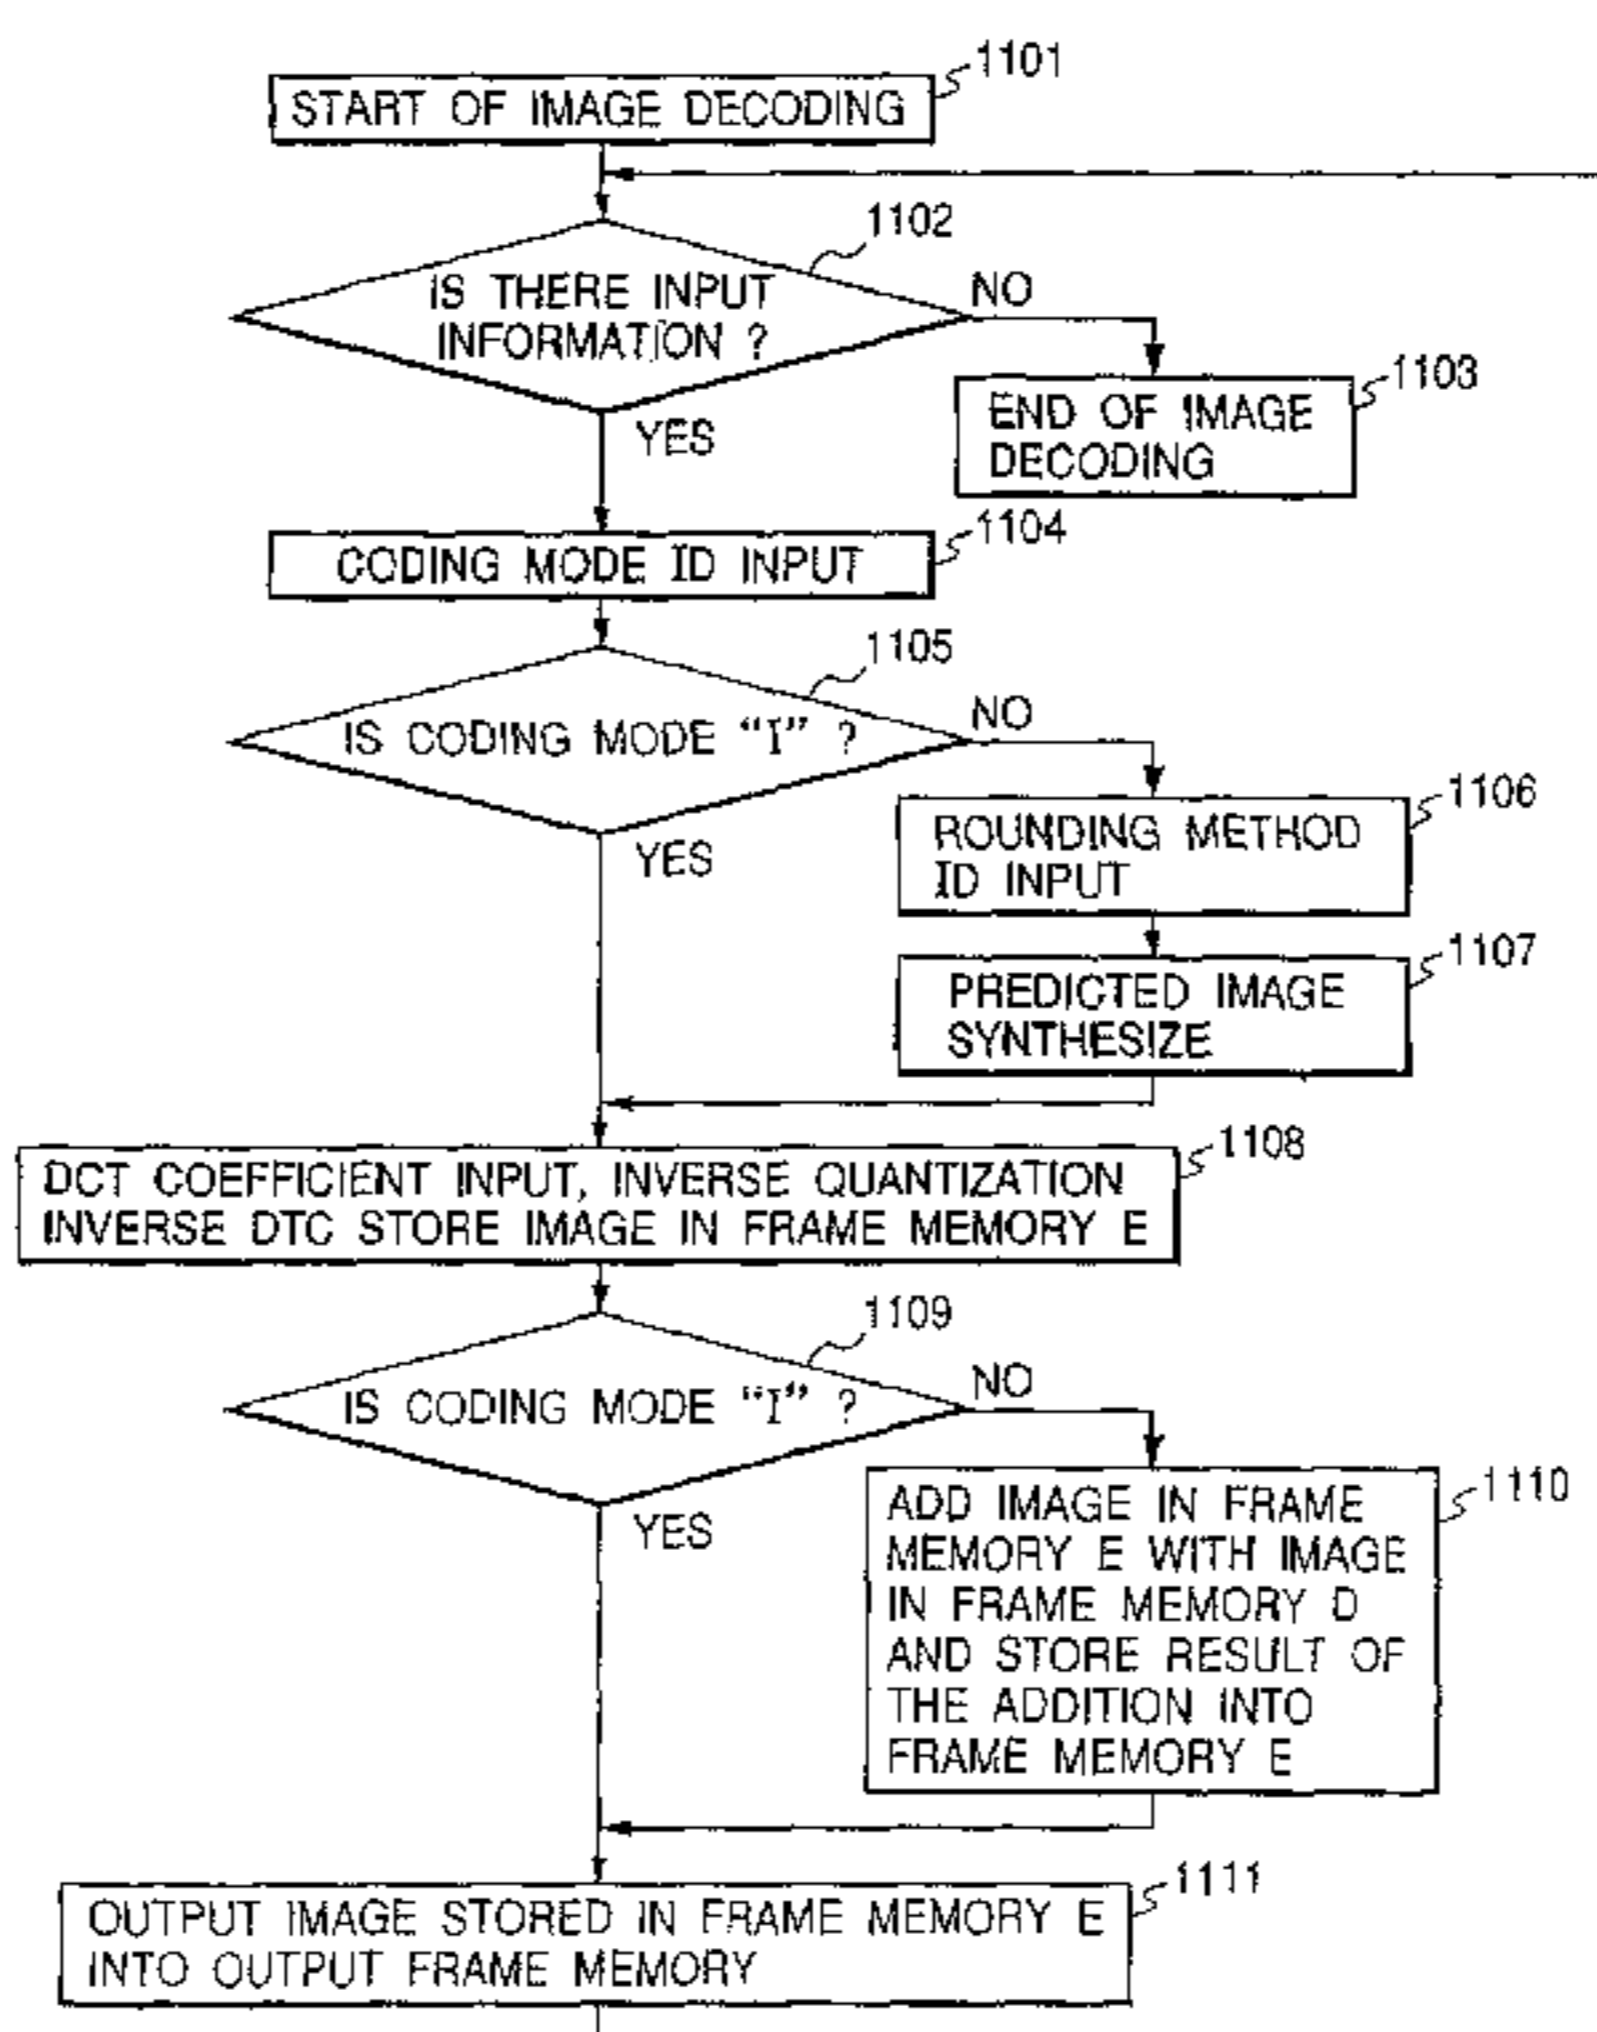 1101
START OF IMAGE DECODING
1102
IS THERE INPUT
INFORMATION ?
NO
YES
1103
END OF IMAGE
DECODING
1104
CODING MODE ID INPUT
1105
IS CODING MODE “I” ?
NO
YES
1106
ROUNDING METHOD
ID INPUT
1107
PREDICTED IMAGE
SYNTHESIZE
1108
DCT COEFFICIENT INPUT, INVERSE QUANTIZATION
INVERSE DTC STORE IMAGE IN FRAME MEMORY E
1109
IS CODING MODE “I” ?
NO
YES
1110
ADD IMAGE IN FRAME
MEMORY E WITH IMAGE
IN FRAME MEMORY D
AND STORE RESULT OF
THE ADDITION INTO
FRAME MEMORY E
1111
OUTPUT IMAGE STORED IN FRAME MEMORY E
INTO OUTPUT FRAME MEMORY